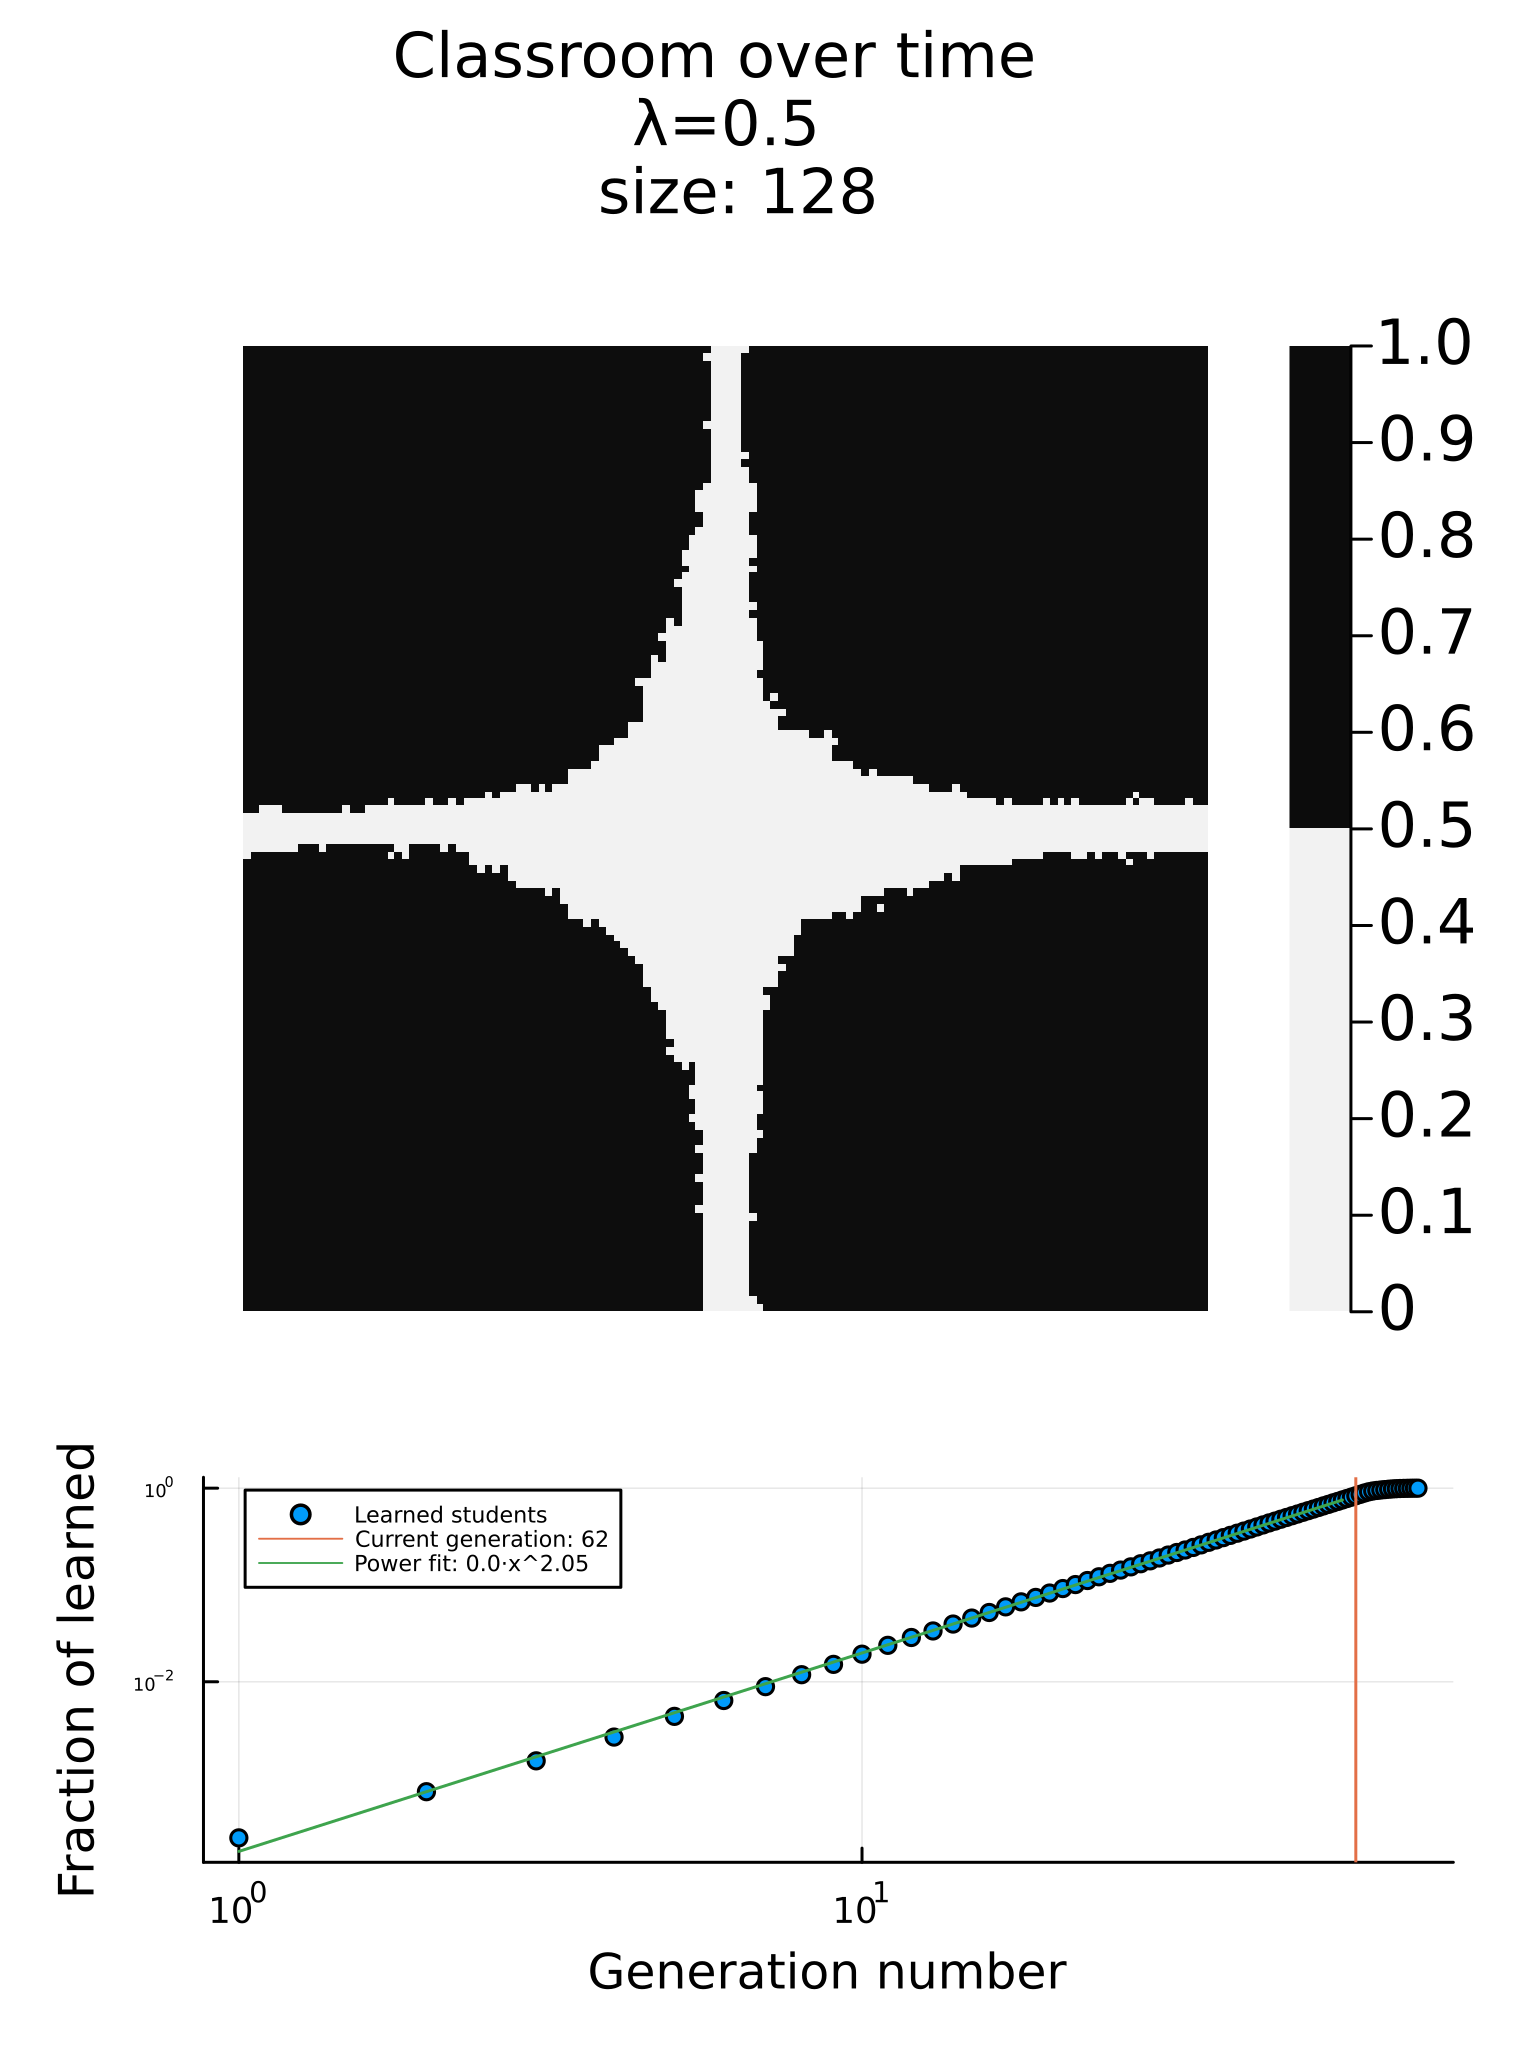 Classroom over time
λ=0.5
size: 128
1.0
0.9
0.8
0.7
0.6
0.5
0.4
0.3
0.2
0.1
0
Fraction of learned
10^0
10^−2
Learned students
Current generation: 62
Power fit: 0.0·x^2.05
10^0
10^1
Generation number